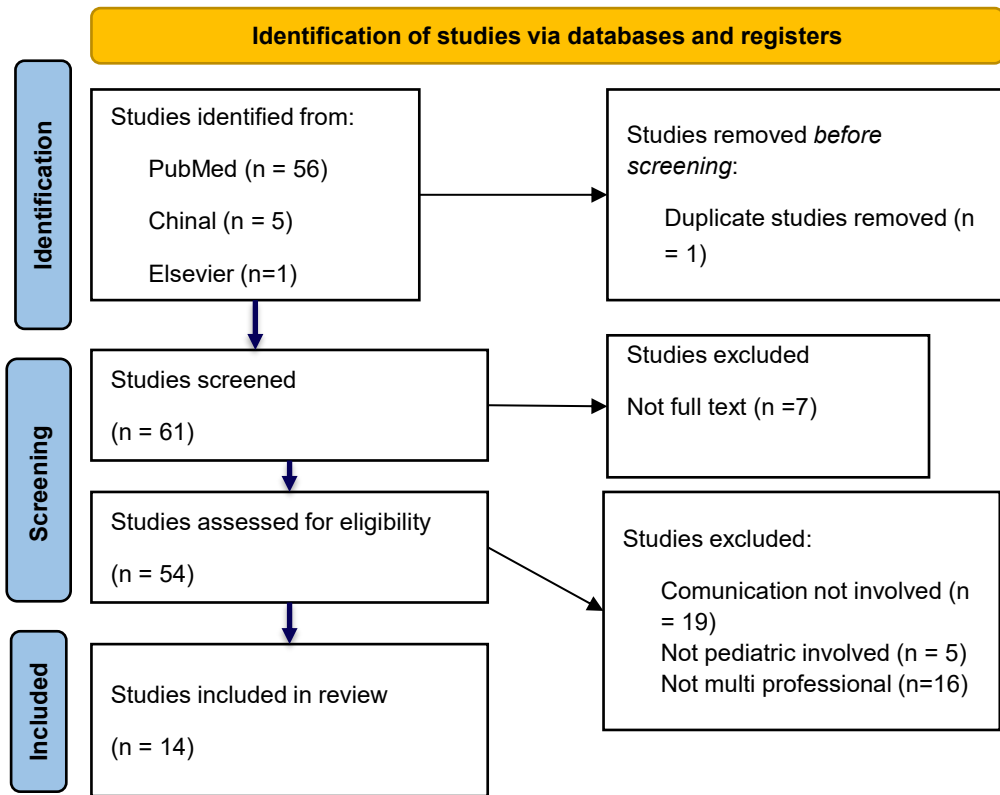 Identification of studies via databases and registers
Identification
Studies identified from:
PubMed (n = 56)
Chinal (n = 5)
Elsevier (n=1)
Studies removed before
screening:
Duplicate studies removed (n
= 1)
Screening
Studies screened
(n = 61)
Studies excluded
Not full text (n =7)
Studies assessed for eligibility
(n = 54)
Studies excluded:
Comunication not involved (n
= 19)
Not pediatric involved (n = 5)
Not multi professional (n=16)
Included
Studies included in review
(n = 14)